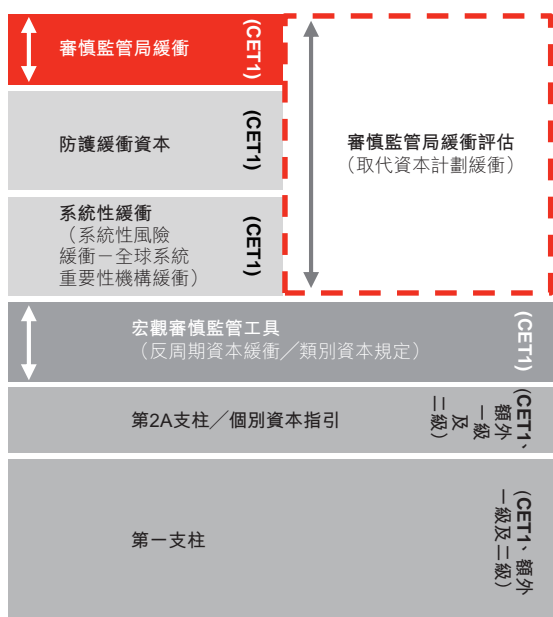 審慎監管局緩衝
(CET1)
防護緩衝資本
(CET1)
審慎監管局緩衝評估
（取代資本計劃緩衝）
系統性緩衝
（系統性風險
緩衝－全球系統
重要性機構緩衝）
(CET1)
宏觀審慎監管工具
（反周期資本緩衝╱類別資本規定）
(CET1)
第2A支柱╱個別資本指引
(CET1、
額外
一級
及
二級)
第一支柱
(CET1、額外
一級及二級)